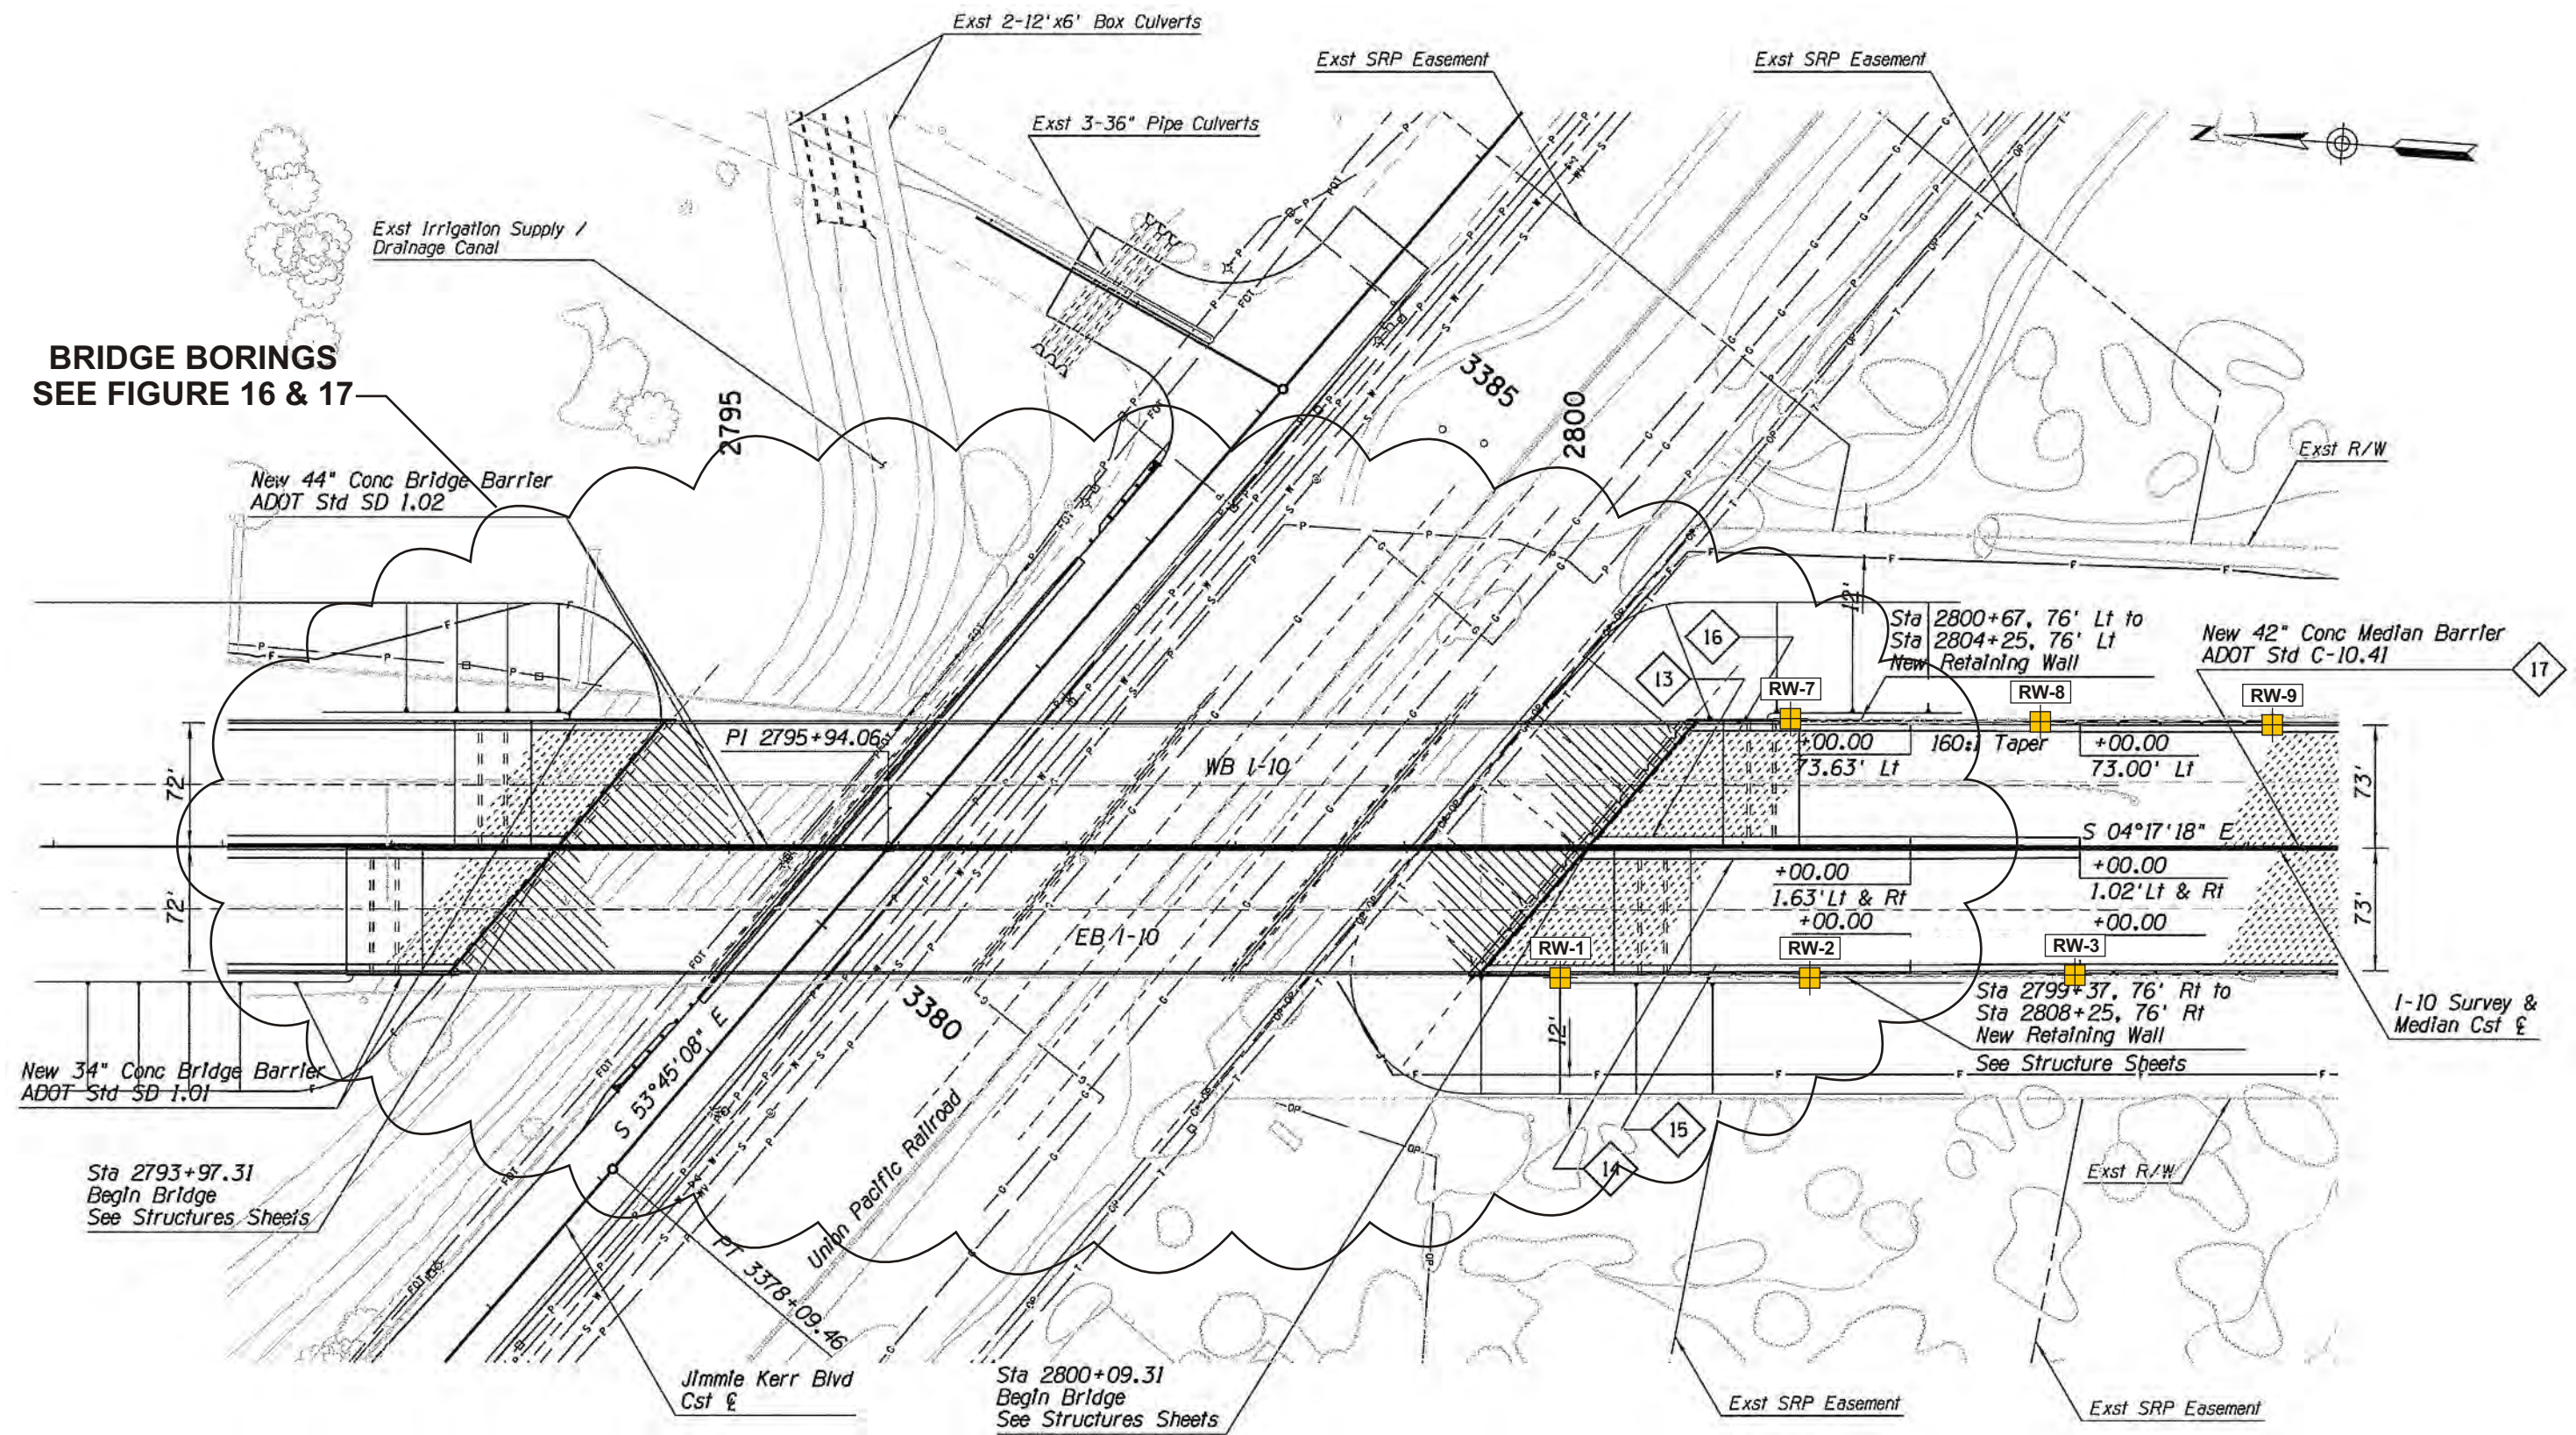 Exst 2-12'x6' Box Culverts
Exst SRP Easement
Exst SRP Easement
Exst 3-36" Pipe Culverts
N
Exst Irrigation Supply /
Drainage Canal
BRIDGE BORINGS
SEE FIGURE 16 & 17
2795
3385
2800
Exst R/W
New 44" Conc Bridge Barrier
ADOT Std SD 1.02
12'
16
Sta 2800+67, 76' Lt to
Sta 2804+25, 76' Lt
New Retaining Wall
New 42" Conc Median Barrier
ADOT Std C-10.41
17
13
RW-7
RW-8
RW-9
PI 2795+94.06
+00.00
73.63' Lt
160:1 Taper
+00.00
73.00' Lt
WB I-10
72'
73'
S 04°17'18" E
+00.00
1.63' Lt & Rt
+00.00
+00.00
1.02' Lt & Rt
+00.00
72'
73'
EB I-10
RW-1
RW-2
RW-3
3380
Sta 2799+37, 76' Rt to
Sta 2808+25, 76' Rt
New Retaining Wall
See Structure Sheets
I-10 Survey &
Median Cst ℄
12'
S 53°45'08" E
New 34" Conc Bridge Barrier
ADOT Std SD 1.01
15
14
Union Pacific Railroad
Exst R/W
Sta 2793+97.31
Begin Bridge
See Structures Sheets
PT 3378+09.46
Jimmie Kerr Blvd
Cst ℄
Sta 2800+09.31
Begin Bridge
See Structures Sheets
Exst SRP Easement
Exst SRP Easement